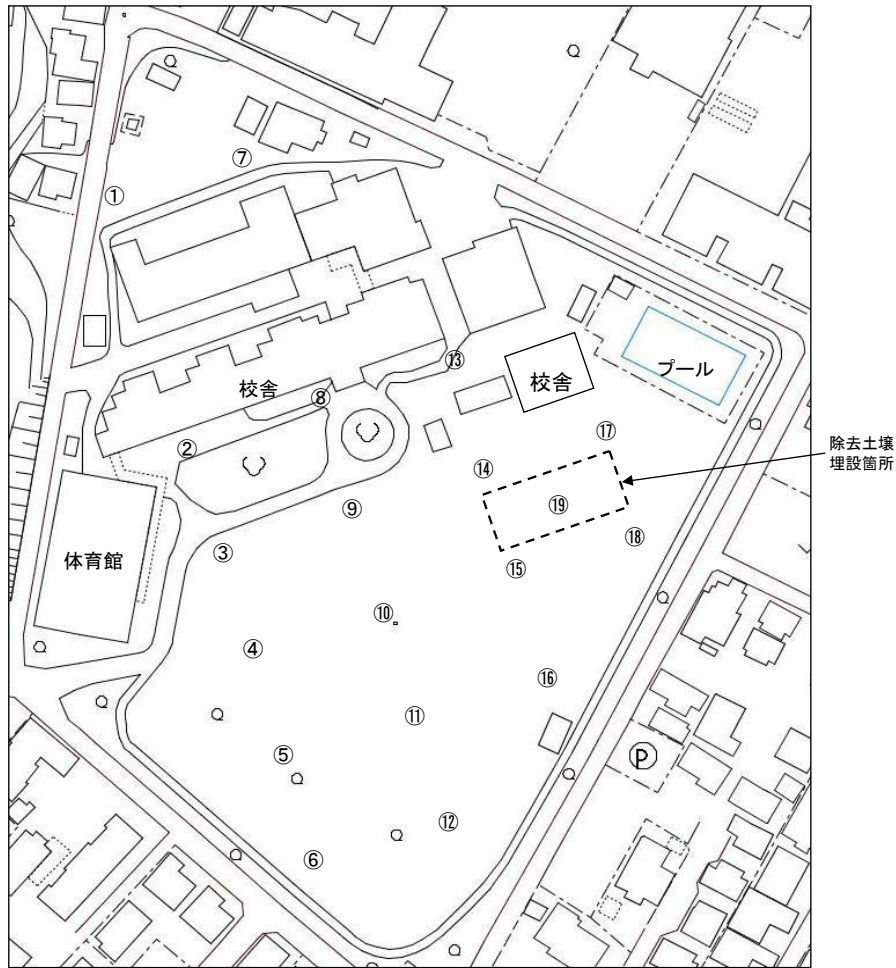 ⑦
①
プール
⑬
校舎
校舎
⑧
⑰
除去土壌
埋設箇所
②
⑭
⑨
⑲
⑱
③
体育館
⑮
⑩
④
⑯
⑪
⑤
P
⑫
⑥